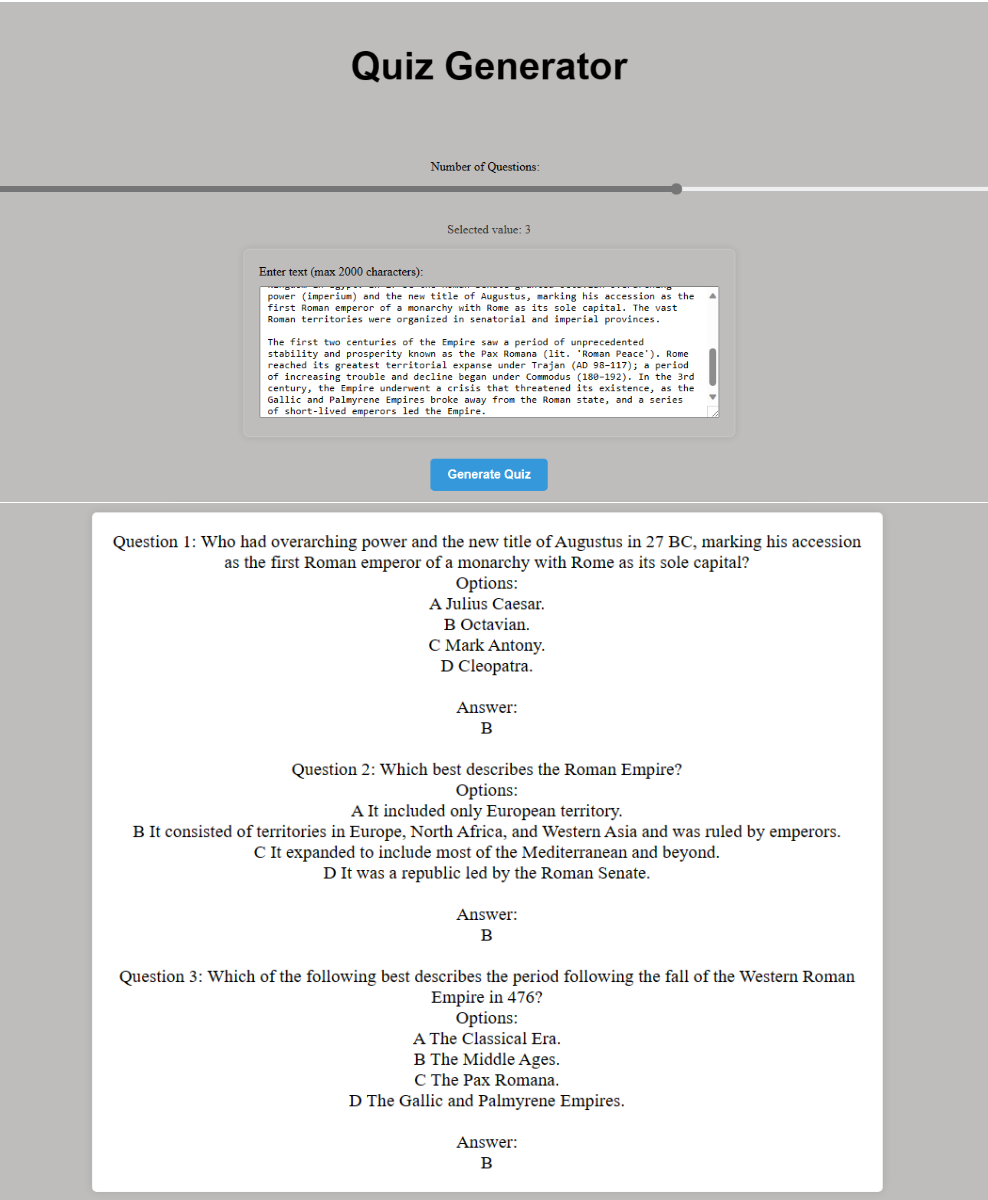 Quiz Generator
Number of Questions:
Selected value: 3
Enter text (max 2000 characters):
power (imperium) and the new title of Augustus, marking his accession as the
first Roman emperor of a monarchy with Rome as its sole capital. The vast
Roman territories were organized in senatorial and imperial provinces.
The first two centuries of the Empire saw a period of unprecedented
stability and prosperity known as the Pax Romana (lit. 'Roman Peace'). Rome
reached its greatest territorial expanse under Trajan (AD 98–117); a period
of increasing trouble and decline began under Commodus (180–192). In the 3rd
century, the Empire underwent a crisis that threatened its existence, as the
Gallic and Palmyrene Empires broke away from the Roman state, and a series
of short-lived emperors led the Empire.
Generate Quiz
Question 1: Who had overarching power and the new title of Augustus in 27 BC, marking his accession
as the first Roman emperor of a monarchy with Rome as its sole capital?
Options:
A Julius Caesar.
B Octavian.
C Mark Antony.
D Cleopatra.
Answer:
B
Question 2: Which best describes the Roman Empire?
Options:
A It included only European territory.
B It consisted of territories in Europe, North Africa, and Western Asia and was ruled by emperors.
C It expanded to include most of the Mediterranean and beyond.
D It was a republic led by the Roman Senate.
Answer:
B
Question 3: Which of the following best describes the period following the fall of the Western Roman
Empire in 476?
Options:
A The Classical Era.
B The Middle Ages.
C The Pax Romana.
D The Gallic and Palmyrene Empires.
Answer:
B